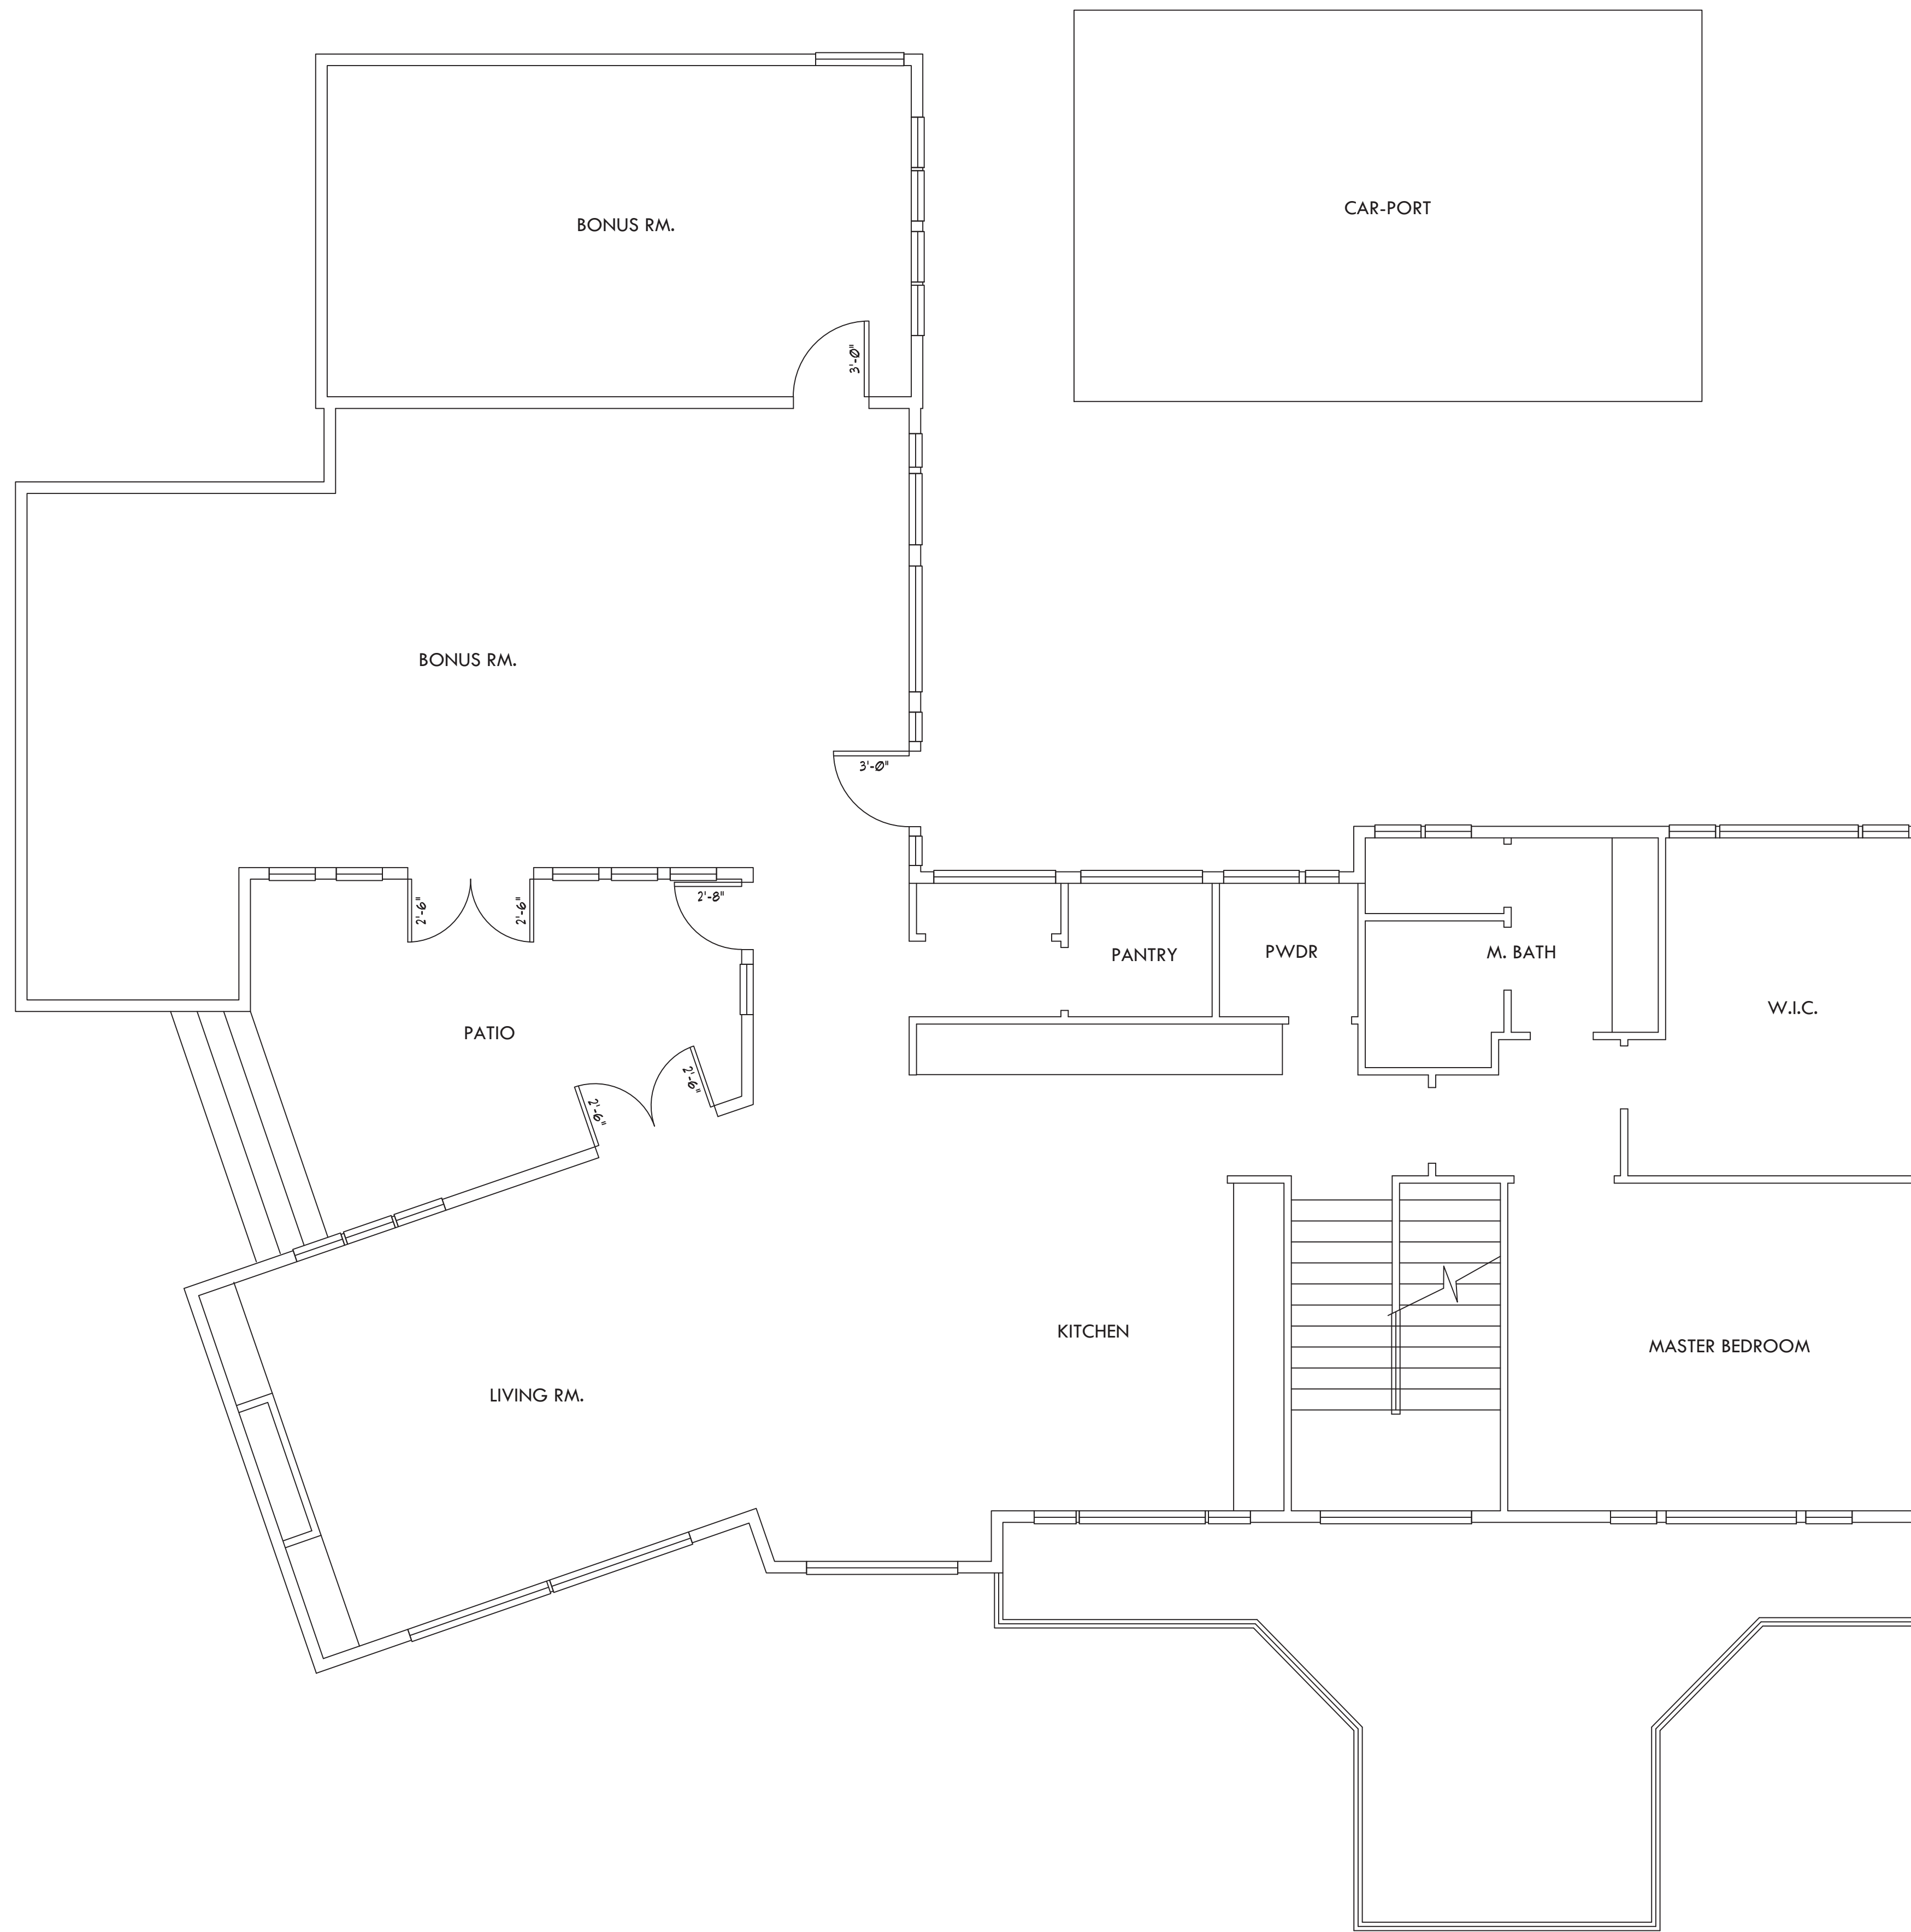 CAR-PORT
BONUS RM.
3'-0"
BONUS RM.
3'-0"
2'-6"
2'-6"
2'-8"
PANTRY
PWDR
M. BATH
W.I.C.
PATIO
2'-6"
2'-6"
KITCHEN
MASTER BEDROOM
LIVING RM.